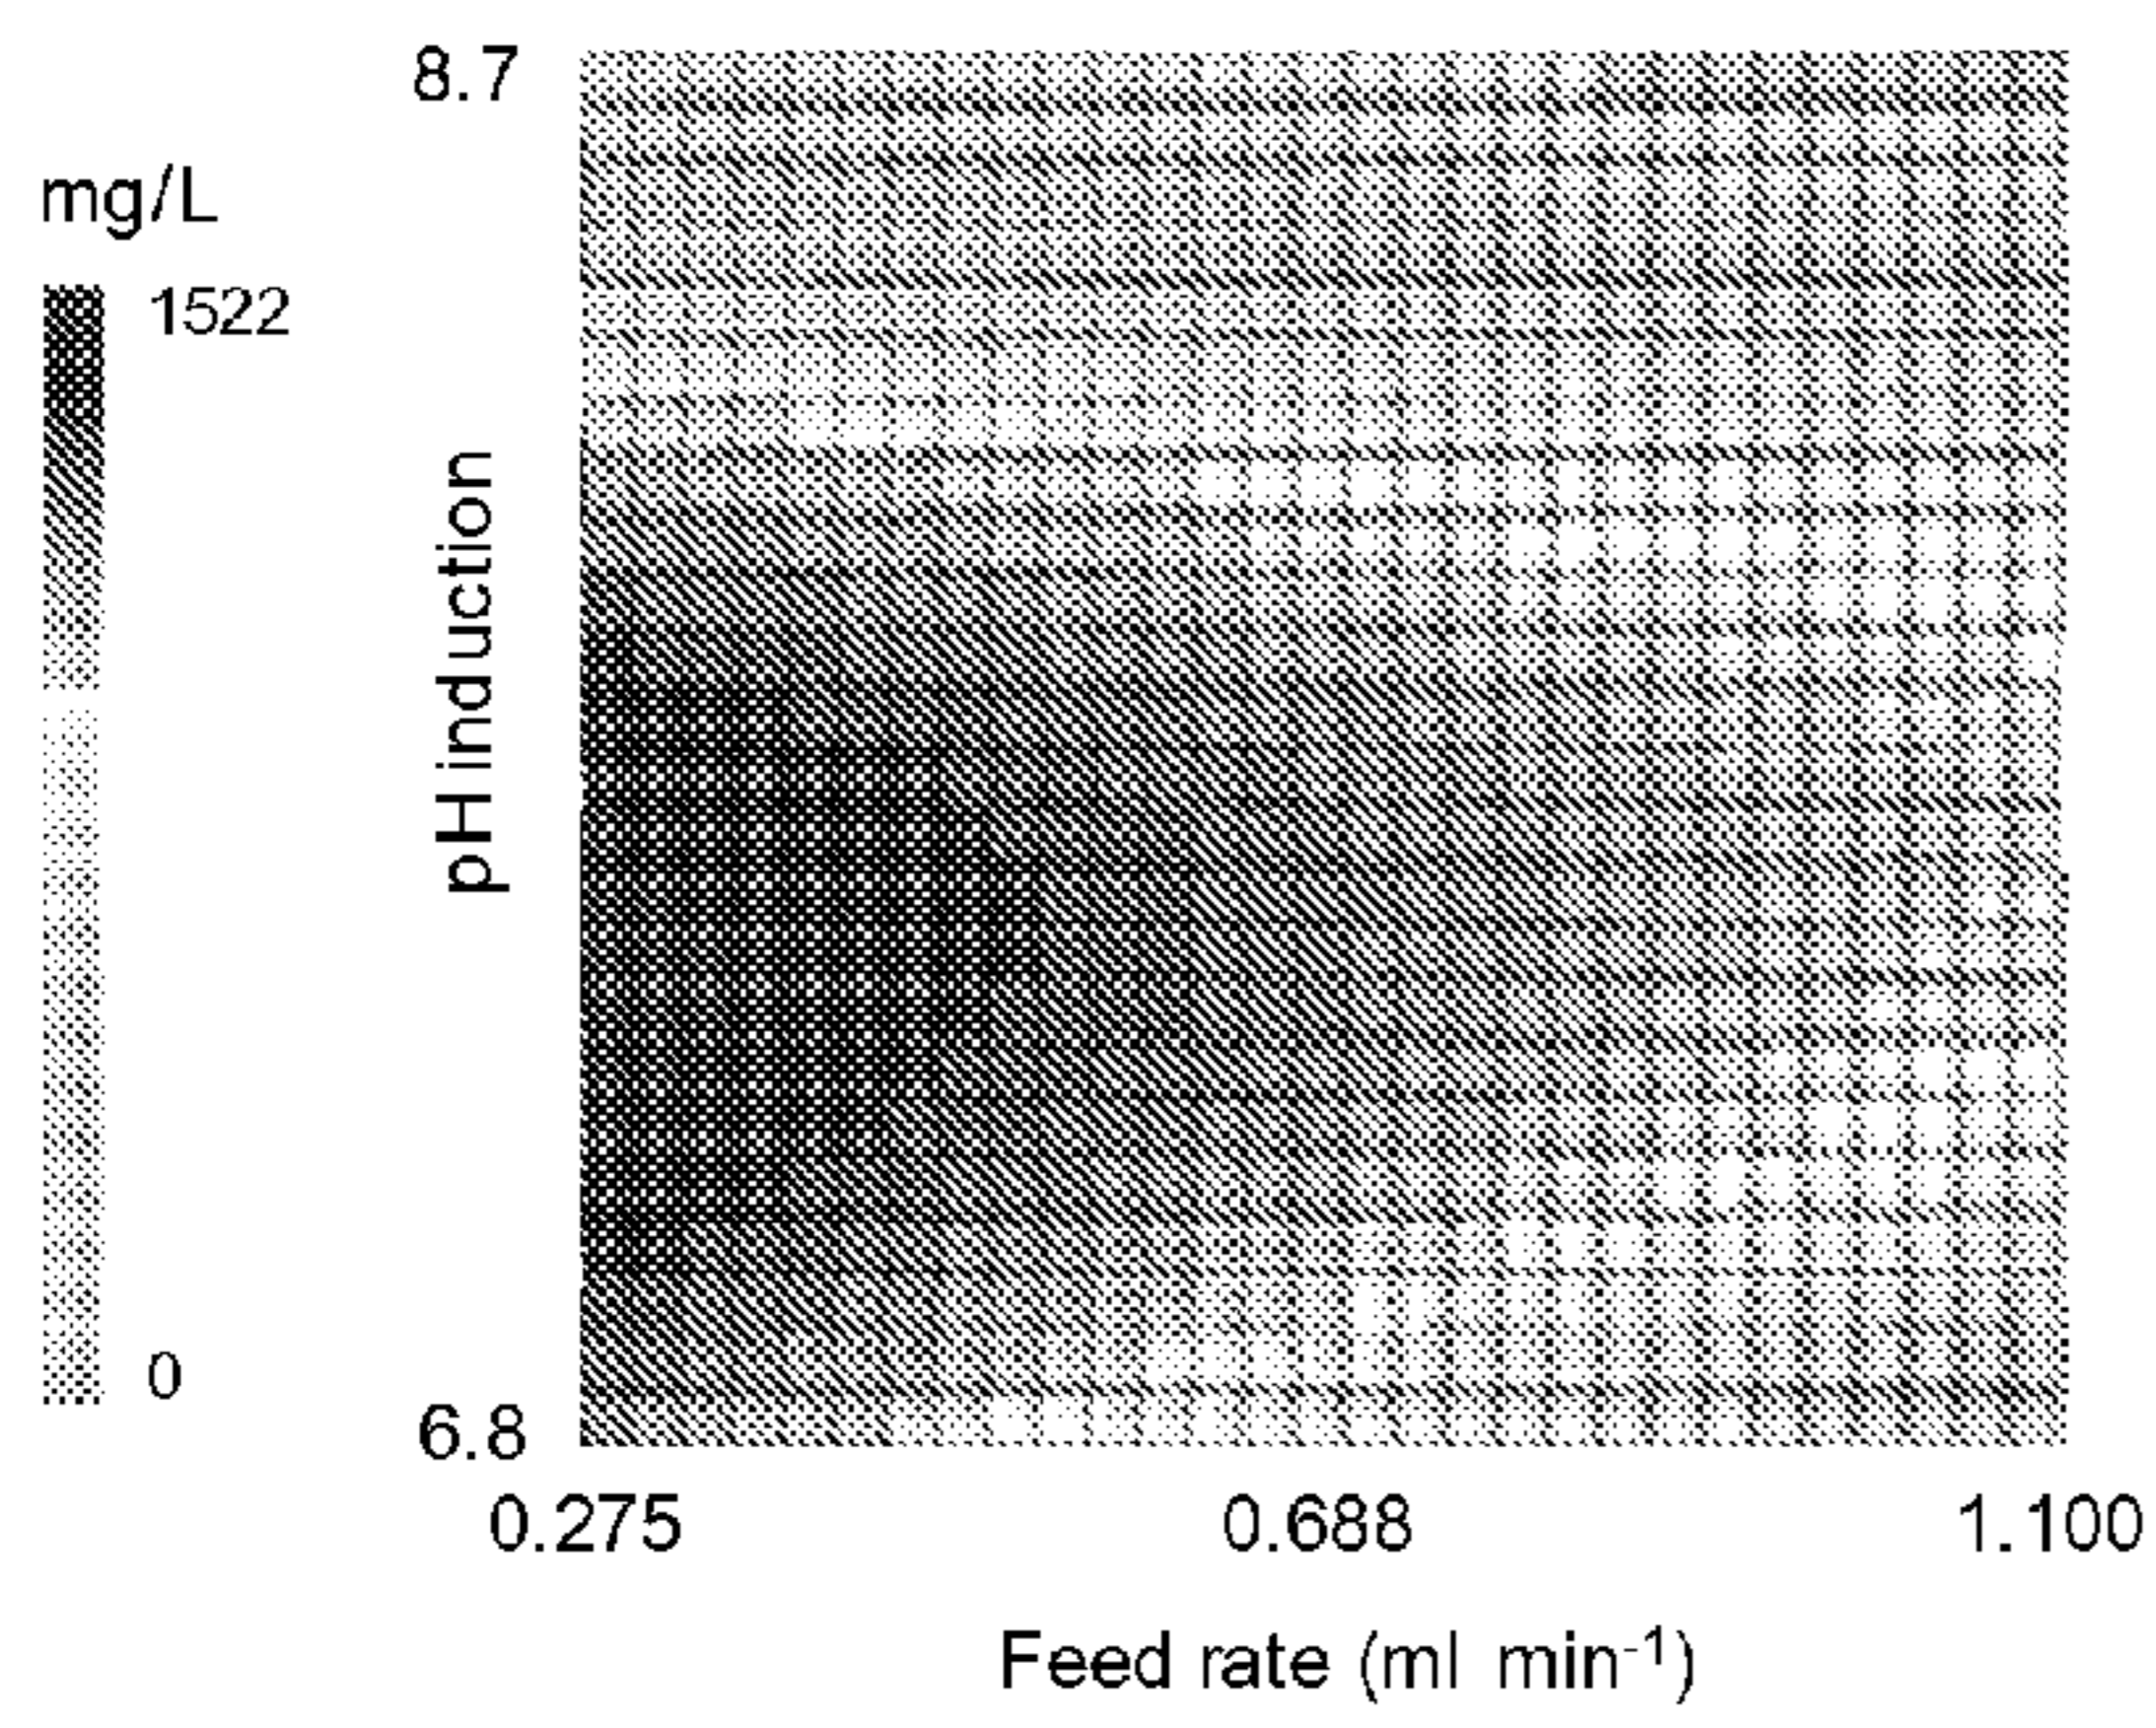 8.7
mg/L
1522
pH induction
0
6.8
0.275 0.688 1.100
Feed rate (ml min-1)